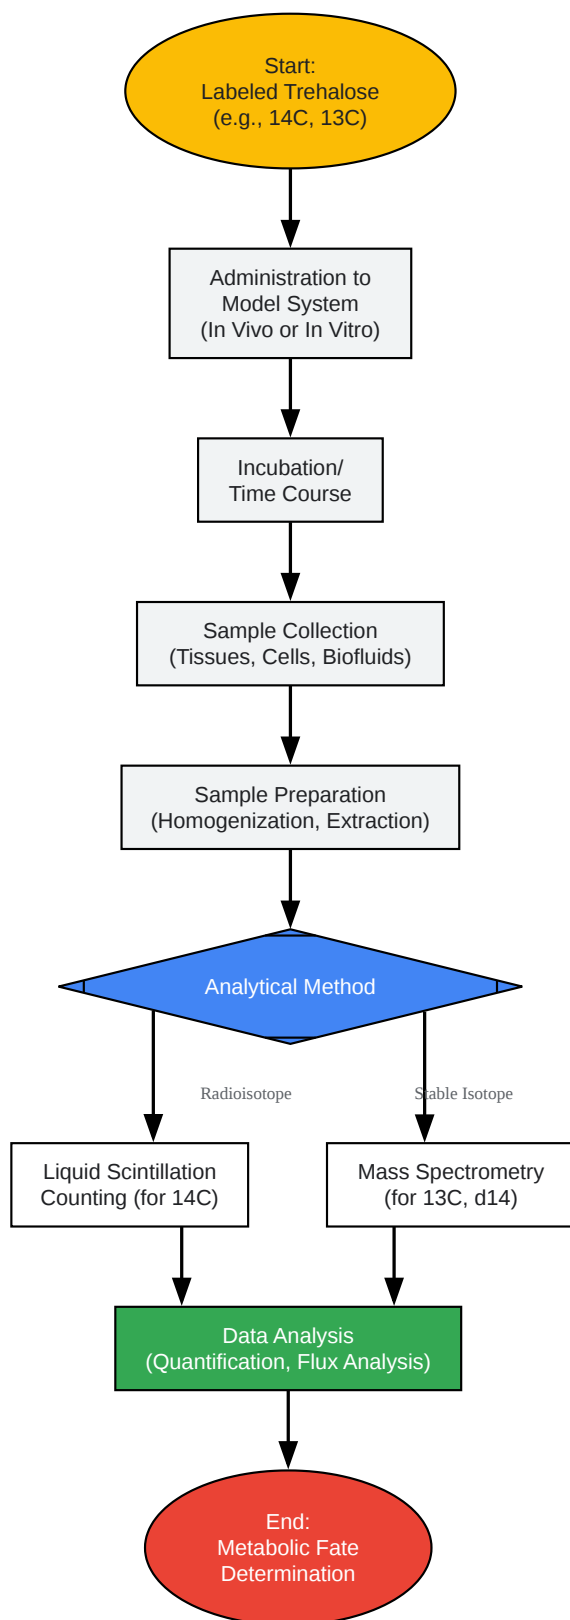 Start:
Labeled Trehalose
(e.g., 14C, 13C)
Administration to
Model System
(In Vivo or In Vitro)
Incubation/
Time Course
Sample Collection
(Tissues, Cells, Biofluids)
Sample Preparation
(Homogenization, Extraction)
Analytical Method
Radioisotope
Stable Isotope
Liquid Scintillation
Counting (for 14C)
Mass Spectrometry
(for 13C, d14)
Data Analysis
(Quantification, Flux Analysis)
End:
Metabolic Fate
Determination